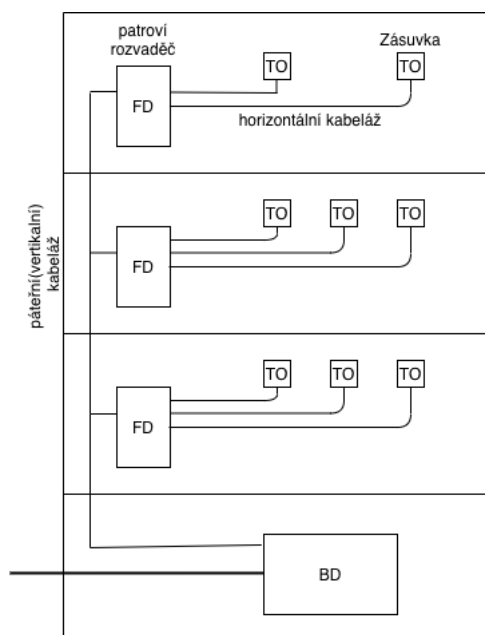 patroví
rozvaděč
Zásuvka
TO
TO
FD
horizontální kabeláž
páteřní(vertikalní)
kabeláž
TO
TO
TO
FD
TO
TO
TO
FD
BD